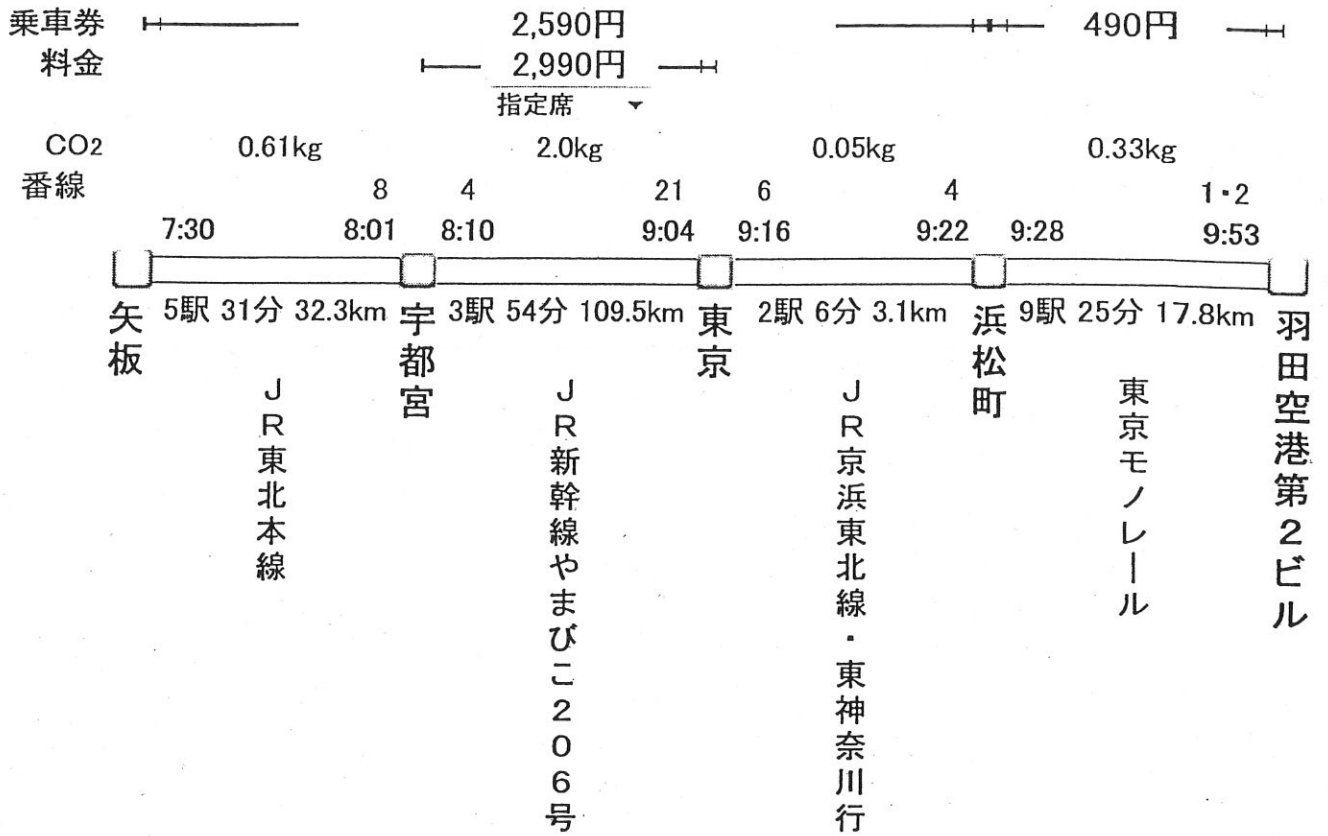 乗車券 2,590円 490円
料金 2,990円
指定席
CO2 0.61kg 2.0kg 0.05kg 0.33kg
番線 8 4 21 6 4 1・2
7:30 8:01 8:10 9:04 9:16 9:22 9:28 9:53
5駅 31分 32.3km 3駅 54分 109.5km 2駅 6分 3.1km 9駅 25分 17.8km
矢板
宇都宮
東京
浜松町
羽田空港第2ビル
JR東北本線
JR新幹線やまびこ206号
JR京浜東北線・東神奈川行
東京モノレール